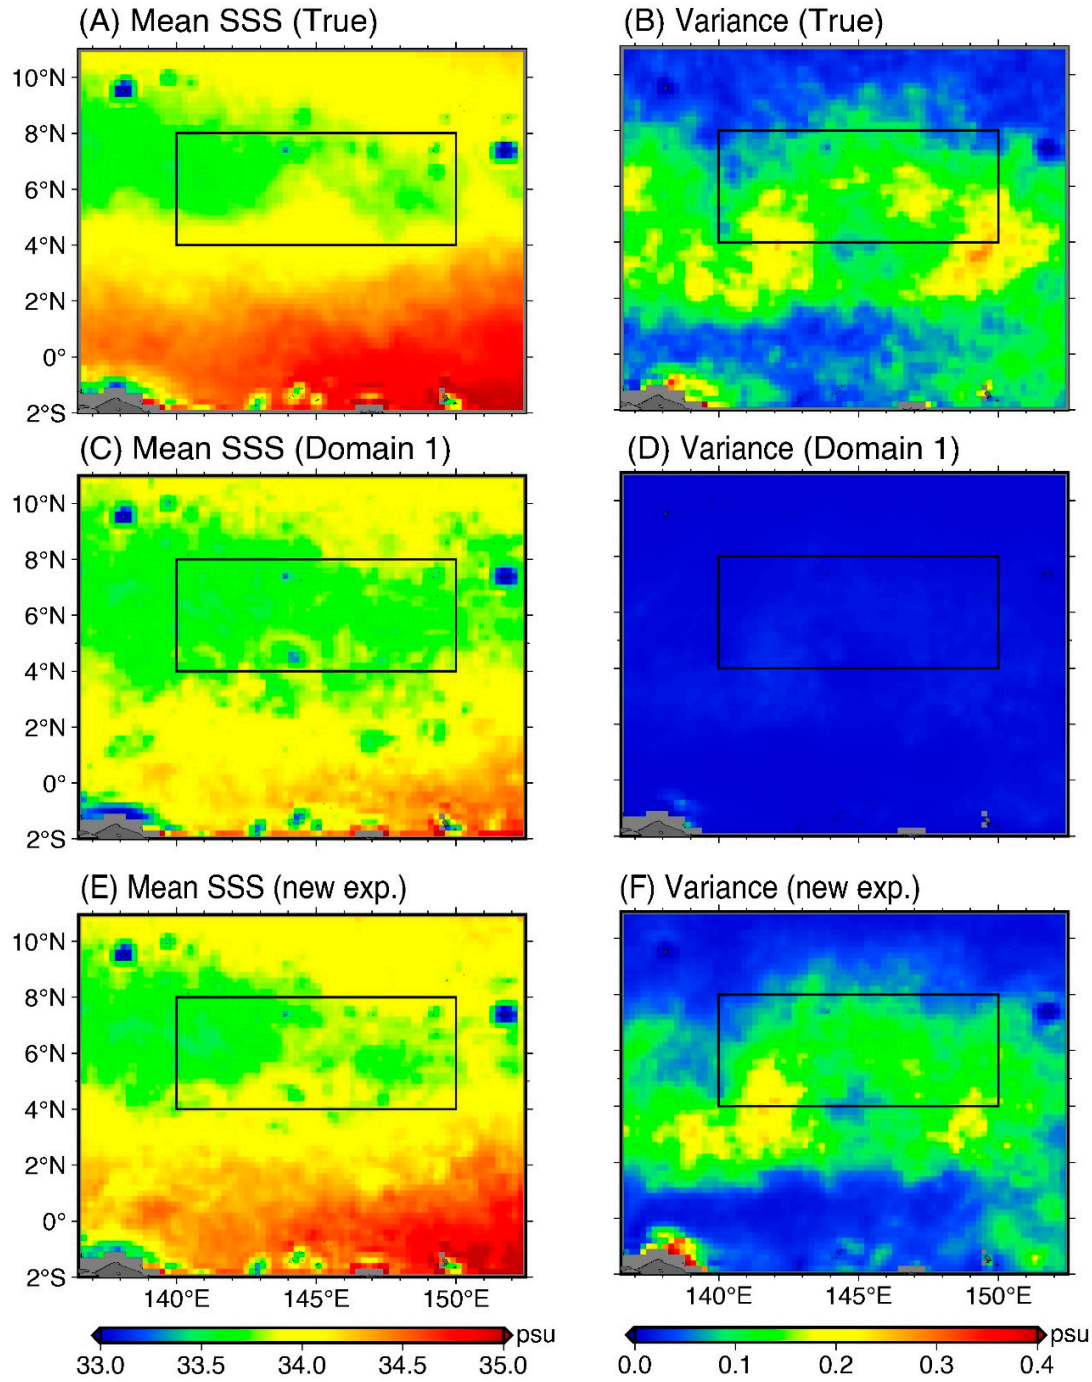 (A) Mean SSS (True)
(B) Variance (True)
10°N
8°N
6°N
4°N
2°N
0°
2°S
(C) Mean SSS (Domain 1)
(D) Variance (Domain 1)
10°N
8°N
6°N
4°N
2°N
0°
2°S
(E) Mean SSS (new exp.)
(F) Variance (new exp.)
10°N
8°N
6°N
4°N
2°N
0°
2°S
140°E 145°E 150°E
140°E 145°E 150°E
psu
33.0 33.5 34.0 34.5 35.0
psu
0.0 0.1 0.2 0.3 0.4